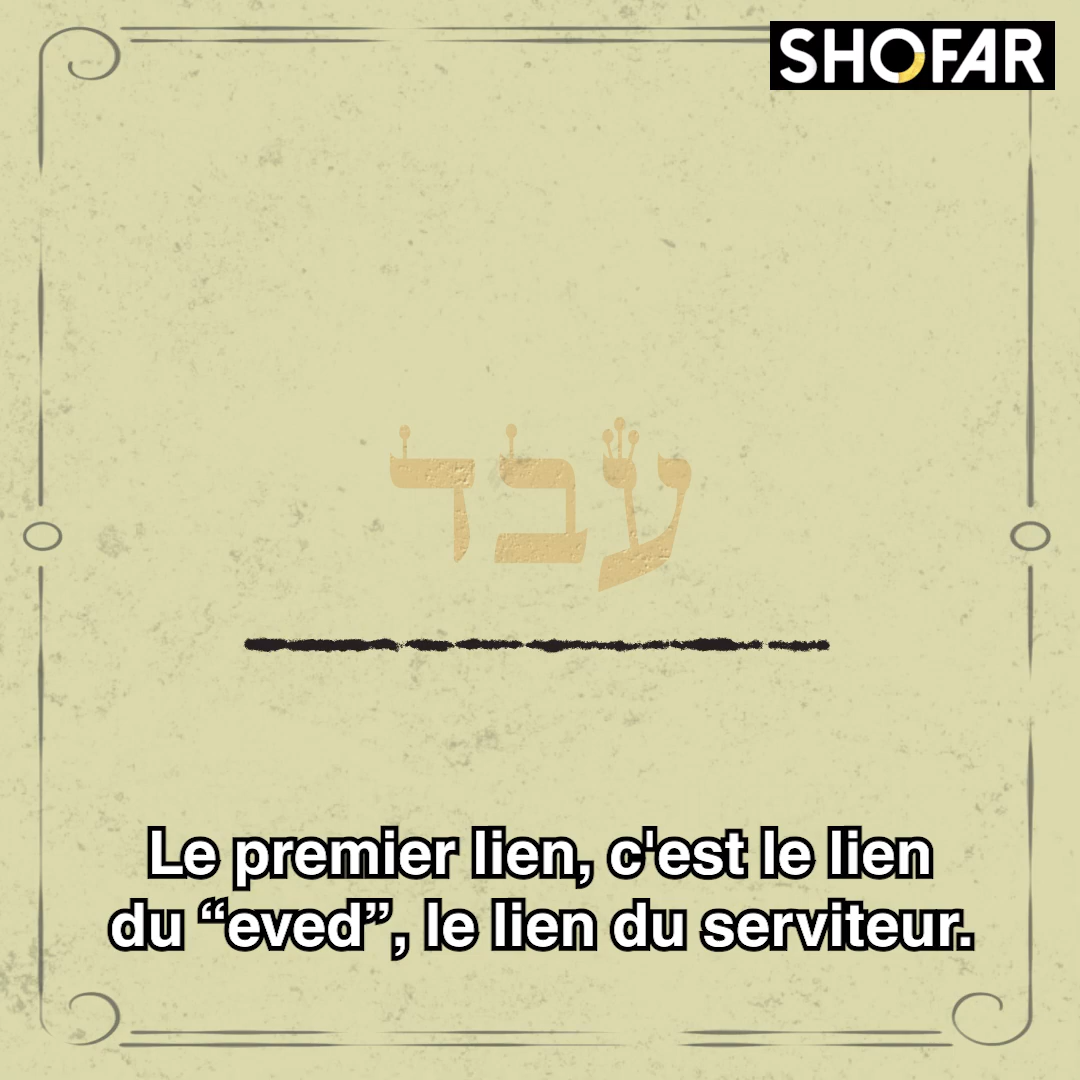 SHOFAR
עבד
Le premier lien, c'est le lien
du “eved”, le lien du serviteur.